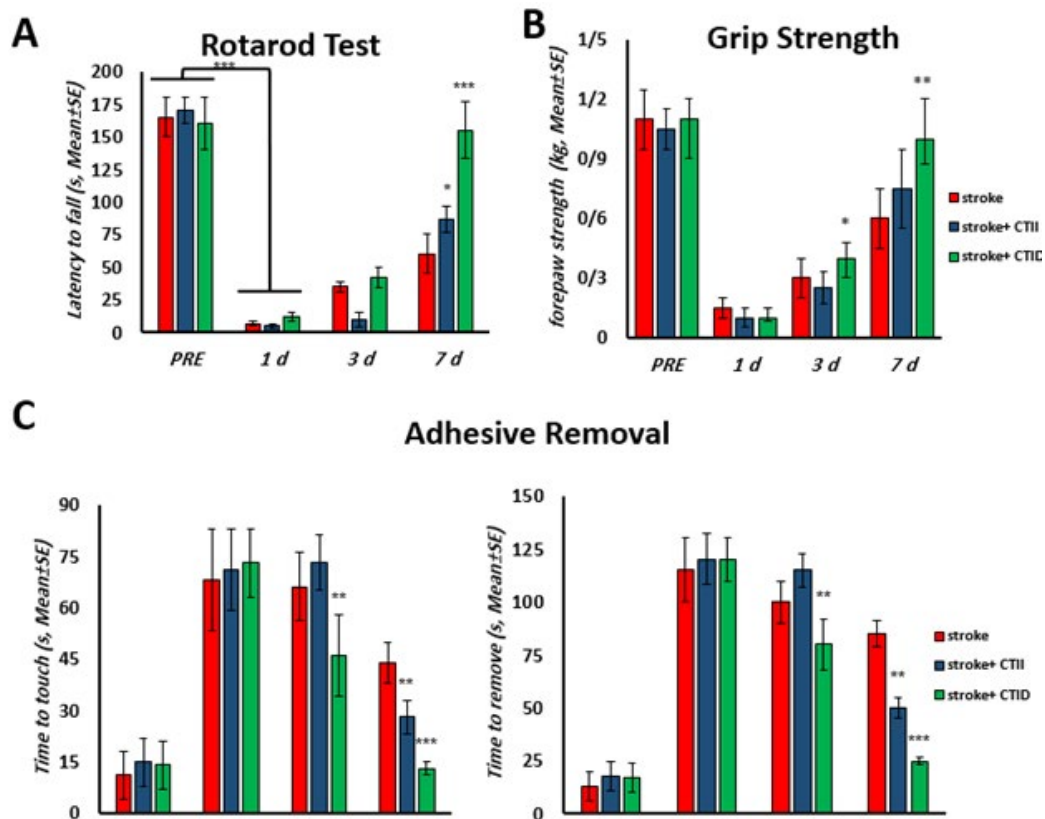 A
Rotarod Test
Latency to fall (s, Mean±SE)
200
175
150
125
100
75
50
25
0
***
*
***
PRE 1 d 3 d 7 d
B
Grip Strength
forepaw strength (kg, Mean±SE)
1/5
1/2
0/9
0/6
0/3
0
*
**
PRE 1 d 3 d 7 d
stroke
stroke+ CTII
stroke+ CTID
C
Adhesive Removal
Time to touch (s, Mean±SE)
90
75
60
45
30
15
0
**
**
***
Time to remove (s, Mean±SE)
150
125
100
75
50
25
0
**
**
***
stroke
stroke+ CTII
stroke+ CTID